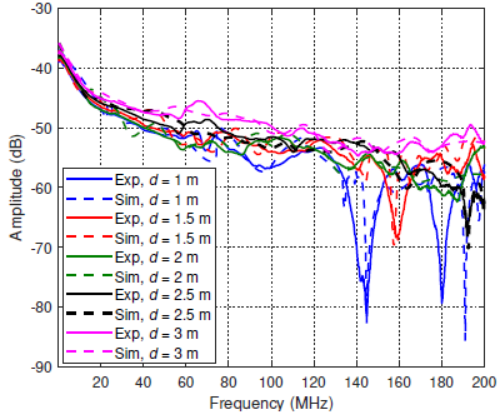 -30
-40
-50
-60
-70
-80
-90
Amplitude (dB)
Exp, d = 1
Sim, d = 1 m
Exp, d = 1.5 m
Sim, d = 1.5 m
Exp, d = 2 m
Sim, d = 2 m
Exp, d = 2.5 m
Sim, d = 2.5 m
Exp, d = 3 m
Sim, d = 3 m
20 40 60 80 100 120 140 160 180 200
Frequency (MHz)